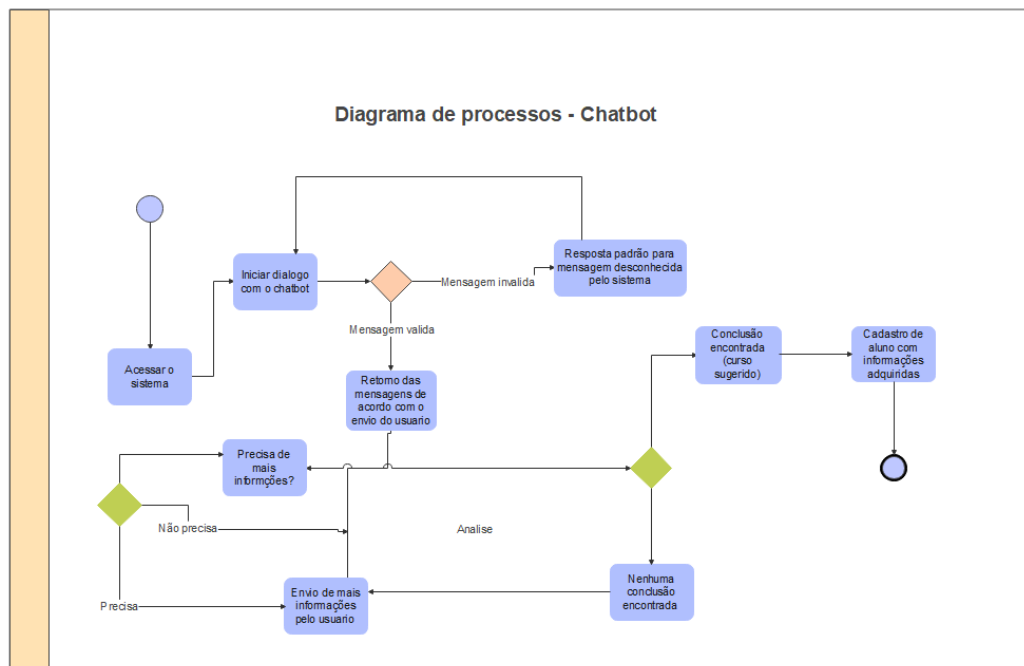 Diagrama de processos - Chatbot
Iniciar dialogo
com o chatbot
Mensagem invalida
Resposta padrão para
mensagem desconhecida
pelo sistema
Mensagem valida
Acessar o
sistema
Retorno das
mensagens de
acordo com o
envio do usuario
Conclusão
encontrada
(curso
sugerido)
Cadastro de
aluno com
informações
adquiridas
Precisa de
mais
informções?
Não precisa
Analise
Precisa
Envio de mais
informações
pelo usuario
Nenhuma
conclusão
encontrada